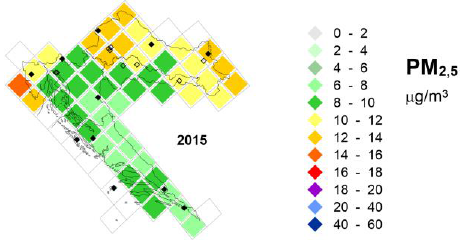 0 - 2
2 - 4
4 - 6
6 - 8
8 - 10
10 - 12
12 - 14
14 - 16
16 - 18
18 - 20
20 - 40
40 - 60
PM2,5
µg/m³
2015